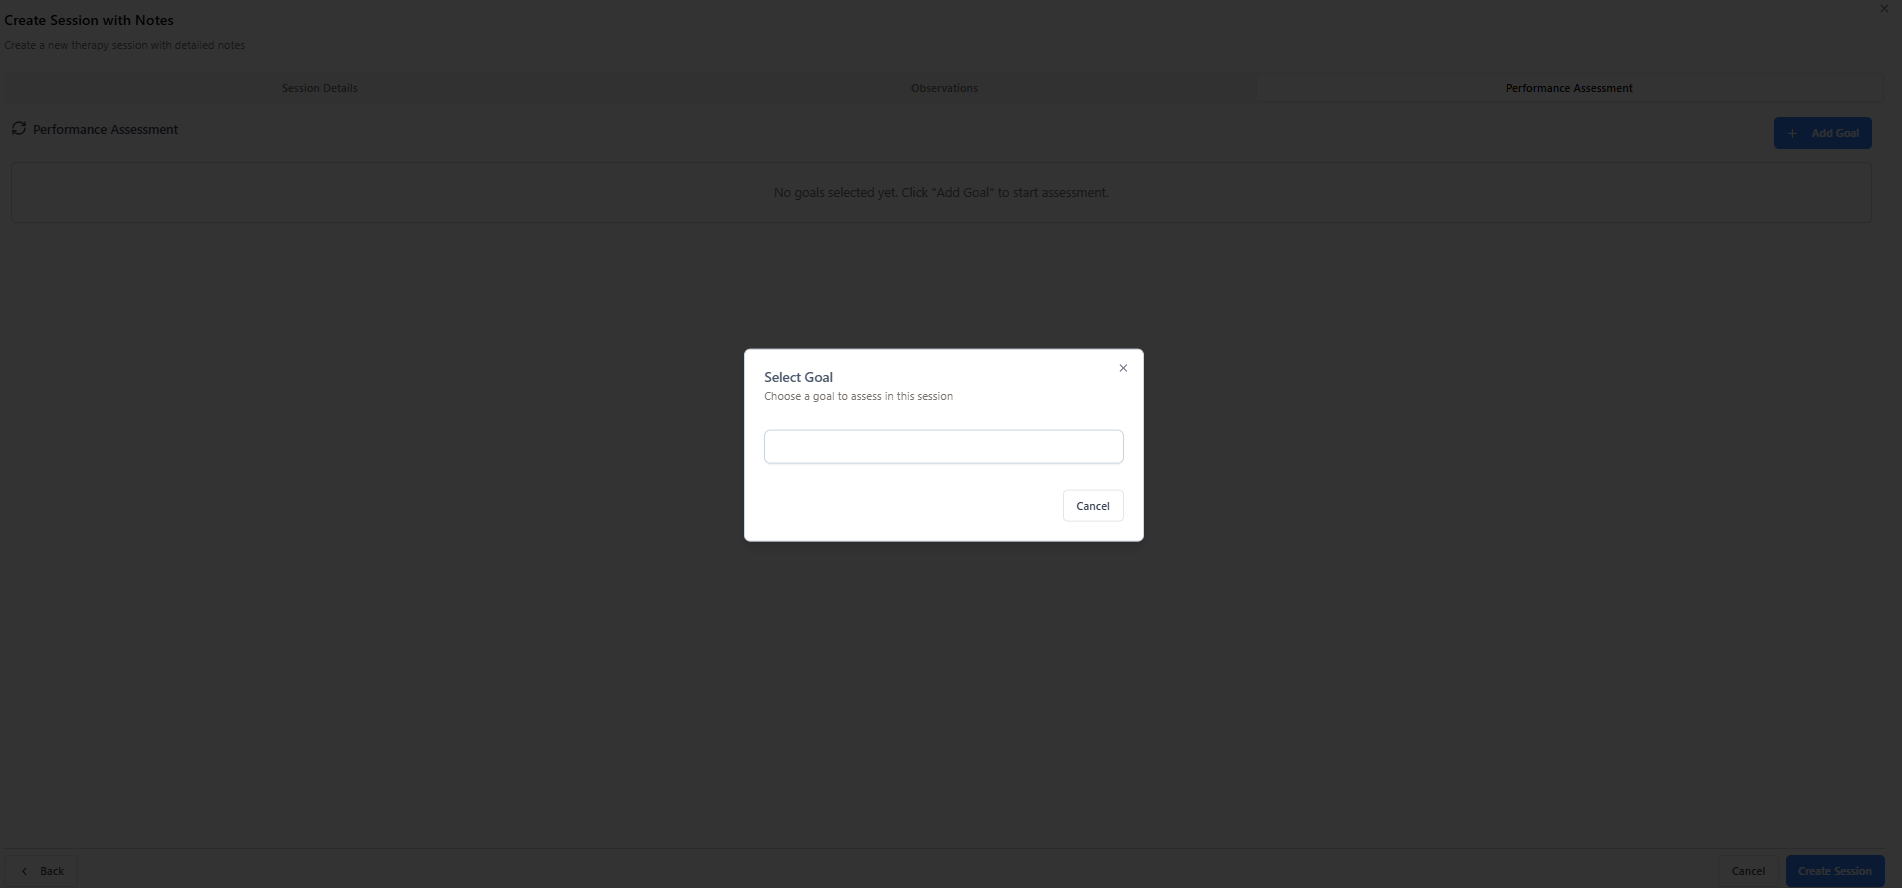 Create Session with Notes
Create a new therapy session with detailed notes
Session Details
Observations
Performance Assessment
Performance Assessment
Add Goal
No goals selected yet. Click "Add Goal" to start assessment.
Select Goal
Choose a goal to assess in this session
Cancel
Back
Cancel
Create Session